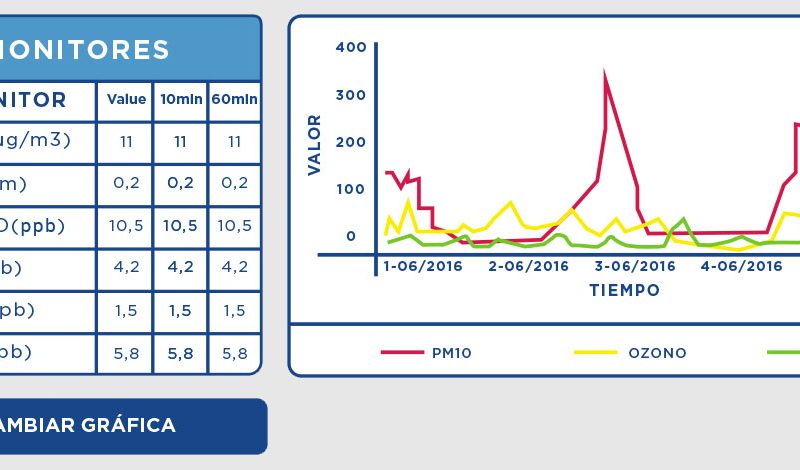 ONITORES
NITOR Value 10min 60min
ug/m3) 11 11 11
m) 0,2 0,2 0,2
O(ppb) 10,5 10,5 10,5
b) 4,2 4,2 4,2
pb) 1,5 1,5 1,5
pb) 5,8 5,8 5,8
AMBIAR GRÁFICA
VALOR
400
300
200
100
0
1-06/2016 2-06/2016 3-06/2016 4-06/2016
TIEMPO
PM10 OZONO